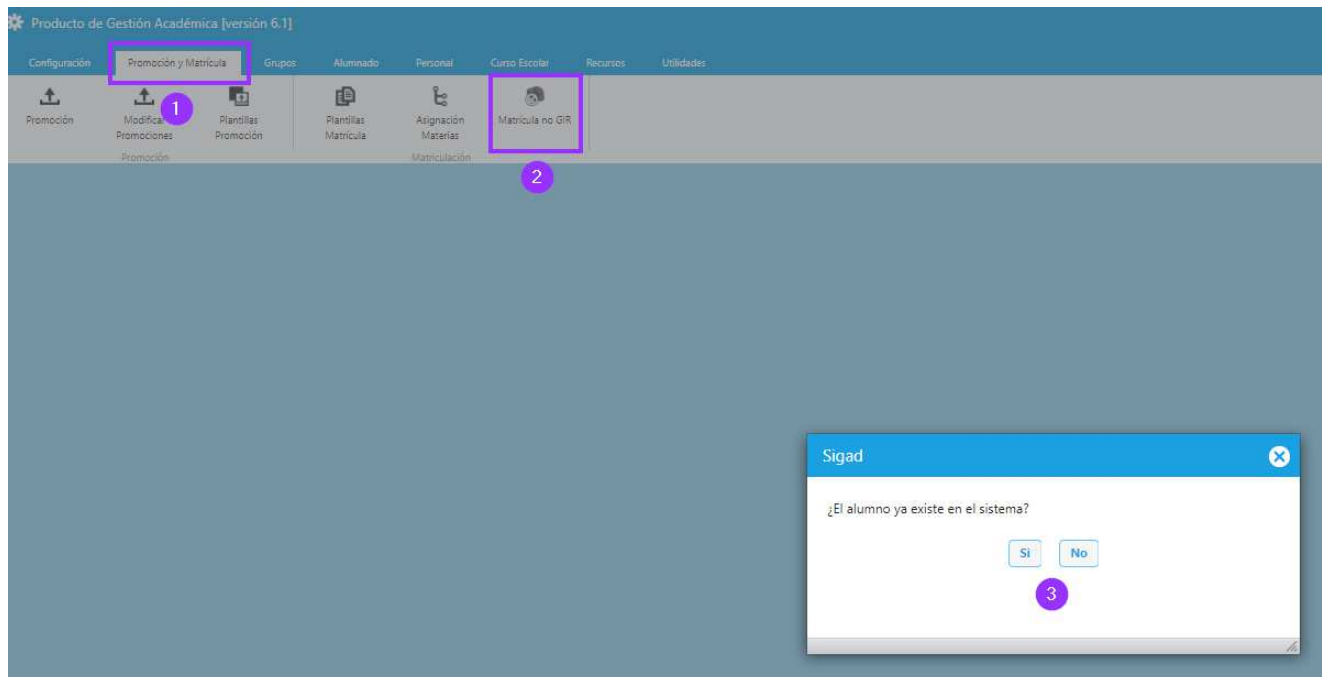 Producto de Gestión Académica [versión 6.1]
Configuración Promoción y Matrícula Grupos Alumnado Personal Curso Escolar Recursos Utilidades
1
Promoción Modificar Plantillas Plantillas Asignación Matrícula no GIR
Promociones Promoción Matrícula Materias
Promoción Matriculación
2
Sigad
¿El alumno ya existe en el sistema?
Si No
3